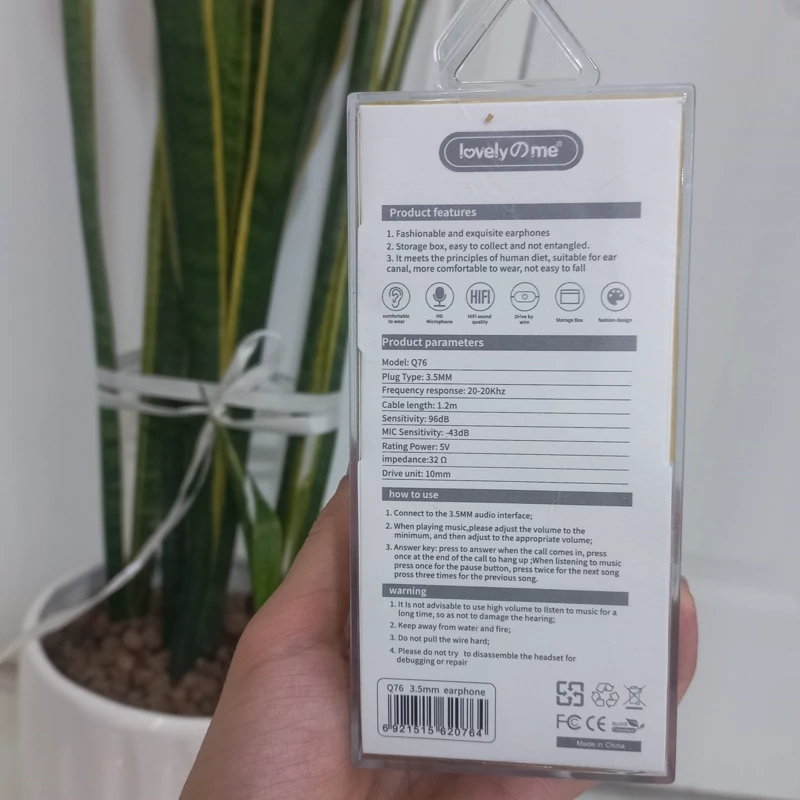 lovelyのme®
Product features
1. Fashionable and exquisite earphones
2. Storage box, easy to collect and not entangled.
3. It meets the principles of human diet, suitable for ear
canal, more comfortable to wear, not easy to fall
comfortable
to wear
HD
Microphone
HIFI
HiFi sound
quality
Drive by
wire
Storage Box
fashion design
Product parameters
Model: Q76
Plug Type: 3.5MM
Frequency response: 20-20Khz
Cable length: 1.2m
Sensitivity: 96dB
MIC Sensitivity: -43dB
Rating Power: 5V
impedance:32 Ω
Drive unit: 10mm
how to use
1. Connect to the 3.5MM audio interface;
2. When playing music,please adjust the volume to the
minimum, and then adjust to the appropriate volume;
3. Answer key: press to answer when the call comes in, press
once at the end of the call to hang up ;When listening to music
press once for the pause button, press twice for the next song
pross three times for the previous song.
warning
1. It Is not advisable to use high volume to listen to music for a
long time, so as not to damage the hearing;
2. Keep away from water and fire;
3. Do not pull the wire hard;
4. Please do not try to disassemble the headset for
debugging or repair
Q76 3.5mm earphone
6 921515 620764
FC CE RoHS
Made in China